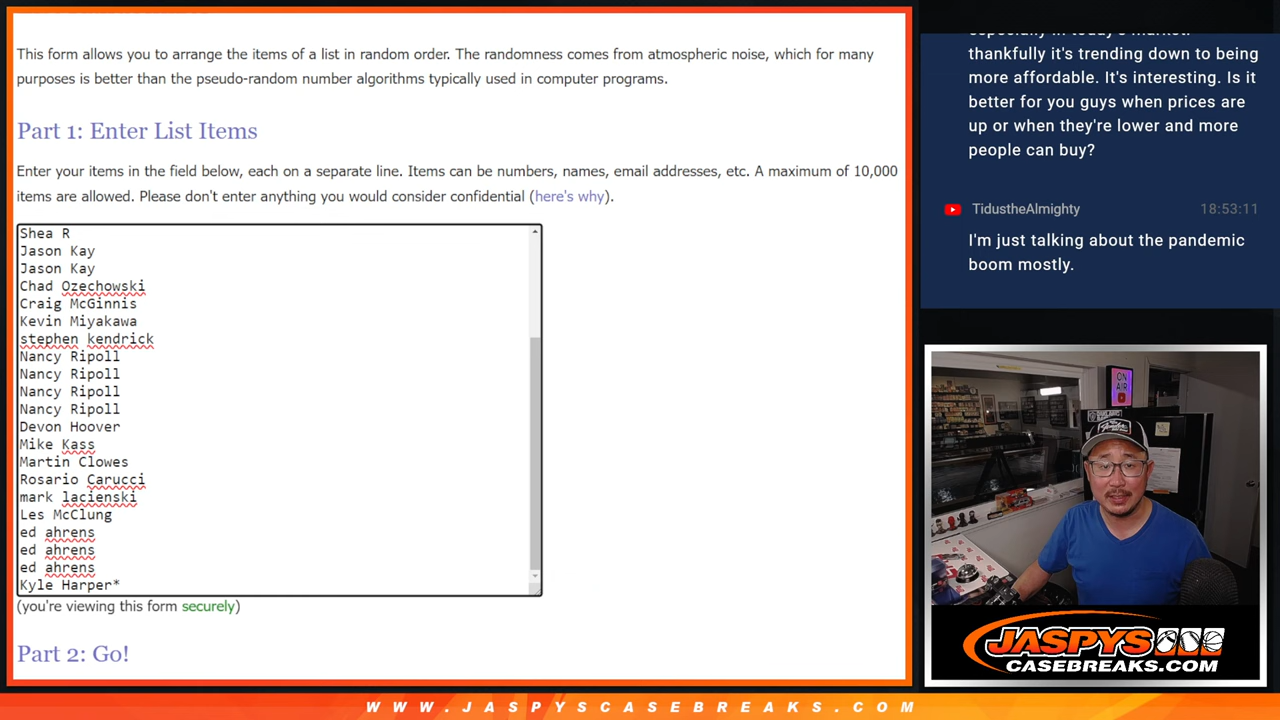 This form allows you to arrange the items of a list in random order. The randomness comes from atmospheric noise, which for many
purposes is better than the pseudo-random number algorithms typically used in computer programs.
Part 1: Enter List Items
Enter your items in the field below, each on a separate line. Items can be numbers, names, email addresses, etc. A maximum of 10,000
items are allowed. Please don't enter anything you would consider confidential (here's why).
Shea R
Jason Kay
Jason Kay
Chad Ozechowski
Craig McGinnis
Kevin Miyakawa
stephen kendrick
Nancy Ripoll
Nancy Ripoll
Nancy Ripoll
Nancy Ripoll
Devon Hoover
Mike Kass
Martin Clowes
Rosario Carucci
mark lacienski
Les McClung
ed ahrens
ed ahrens
ed ahrens
Kyle Harper*
(you're viewing this form securely)
Part 2: Go!
especially in today's market.
thankfully it's trending down to being
more affordable. It's interesting. Is it
better for you guys when prices are
up or when they're lower and more
people can buy?
TidustheAlmighty 18:53:11
I'm just talking about the pandemic
boom mostly.
ON
AIR
JASPYS
CASEBREAKS.COM
WWW.JASPYSCASEBREAKS.COM